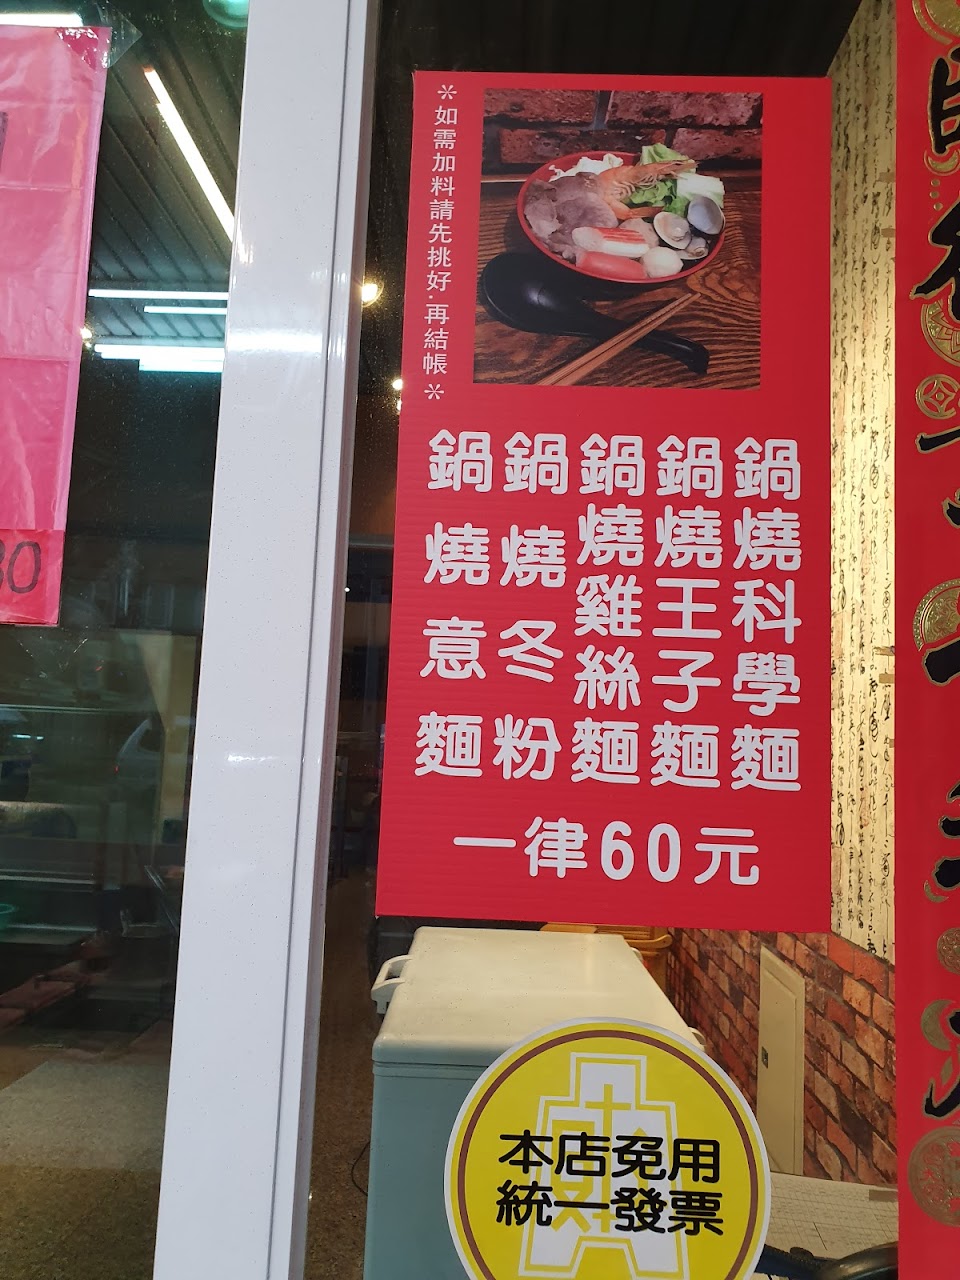 ＊如需加料請先挑好．再結帳＊
鍋燒科學麵
鍋燒王子麵
鍋燒雞絲麵
鍋燒冬粉
鍋燒意麵
一律60元
本店免用
統一發票